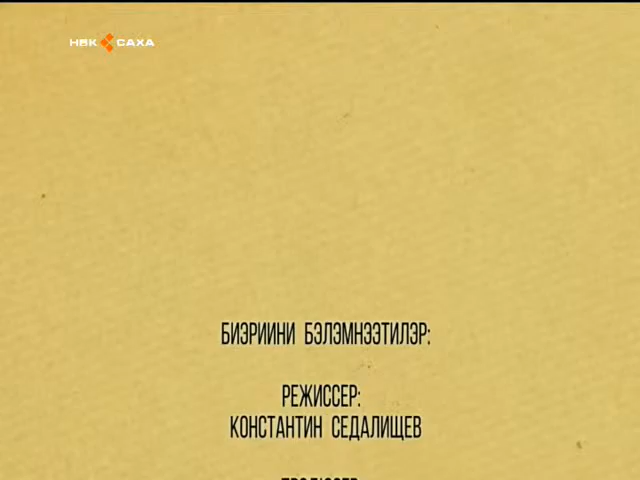 НВК САХА
БИЭРИИНИ БЭЛЭМНЭЭТИЛЭР:
РЕЖИССЕР:
КОНСТАНТИН СЕДАЛИЩЕВ